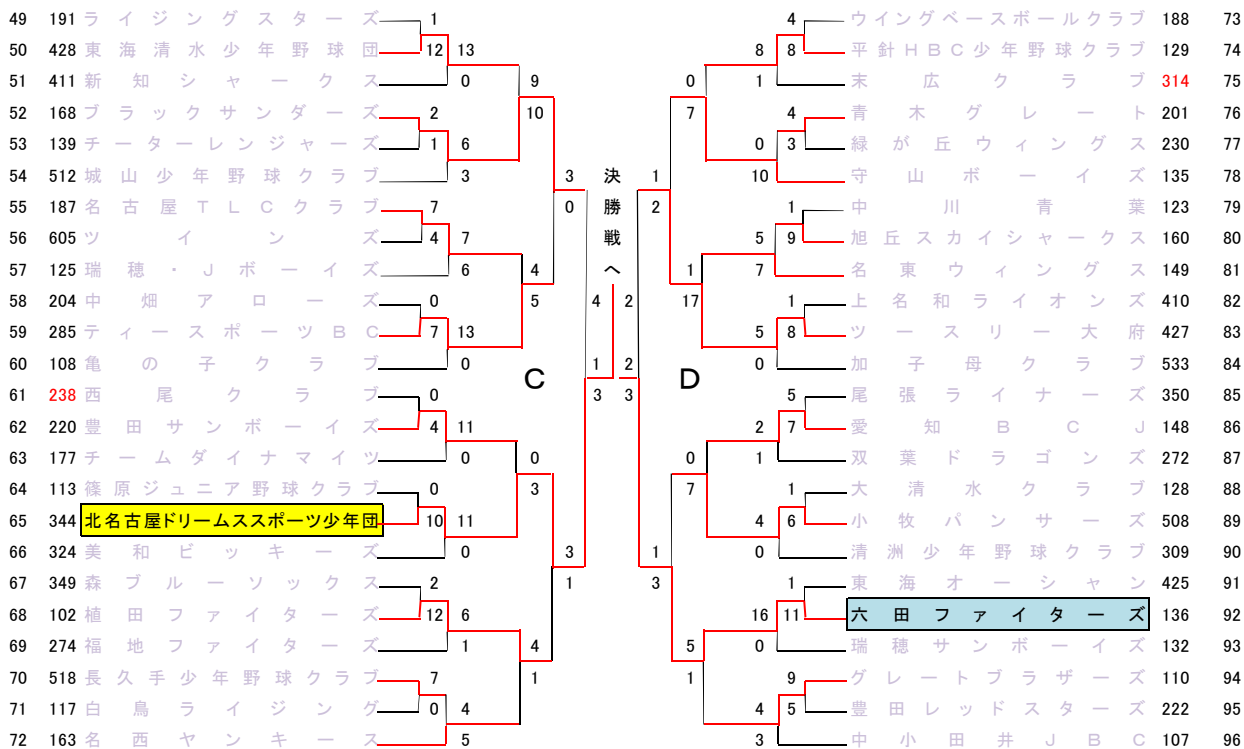 49 191 ライジングスターズ 1 4 ウイングベースボールクラブ 188 73
50 428 東海清水少年野球団 12 13 8 8 平針HBC少年野球クラブ 129 74
51 411 新知シャークス 0 9 0 1 末広クラブ 314 75
52 168 ブラックサンダーズ 2 10 7 4 青木グレート 201 76
53 139 チーターレンジャーズ 1 6 0 3 緑が丘ウィングス 230 77
54 512 城山少年野球クラブ 3 3 決 1 10 守山ボーイズ 135 78
55 187 名古屋TLCクラブ 7 0 勝 2 1 中川青葉 123 79
56 605 ツインズ 4 7 戦 5 9 旭丘スカイシャークス 160 80
57 125 瑞穂・Jボーイズ 6 4 へ 1 7 名東ウィングス 149 81
58 204 中畑アローズ 0 5 4 2 17 1 上名和ライオンズ 410 82
59 285 ティースポーツBC 7 13 5 8 ツースリー大府 427 83
60 108 亀の子クラブ 0 1 2 0 加子母クラブ 533 84
C D
61 238 西尾クラブ 0 3 3 5 尾張ライナーズ 350 85
62 220 豊田サンボーイズ 4 11 2 7 愛知BCJ 148 86
63 177 チームダイナマイツ 0 0 0 1 双葉ドラゴンズ 272 87
64 113 篠原ジュニア野球クラブ 0 3 7 1 大清水クラブ 128 88
65 344 北名古屋ドリームススポーツ少年団 10 11 4 6 小牧パンサーズ 508 89
66 324 美和ビッキーズ 0 3 1 0 清洲少年野球クラブ 309 90
67 349 森ブルーソックス 2 1 3 1 東海オーシャン 425 91
68 102 植田ファイターズ 12 6 16 11 六田ファイターズ 136 92
69 274 福地ファイターズ 1 4 5 0 瑞穂サンボーイズ 132 93
70 518 長久手少年野球クラブ 7 1 1 9 グレートブラザーズ 110 94
71 117 白鳥ライジング 0 4 4 5 豊田レッドスターズ 222 95
72 163 名西ヤンキース 5 3 中小田井JBC 107 96